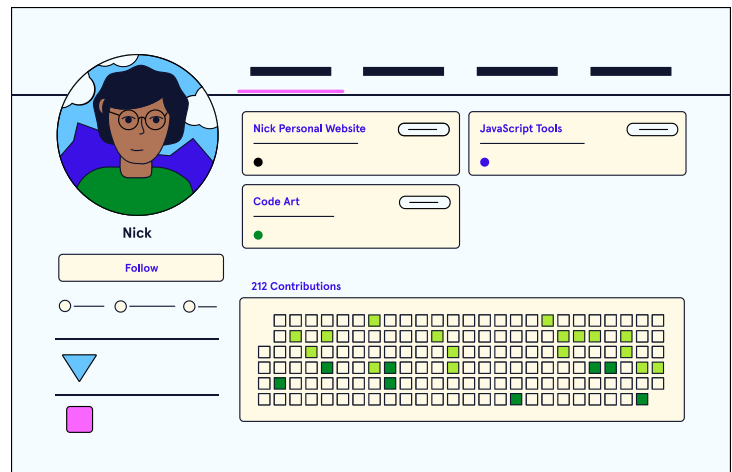 Nick Personal Website
JavaScript Tools
Code Art
Nick
Follow
212 Contributions